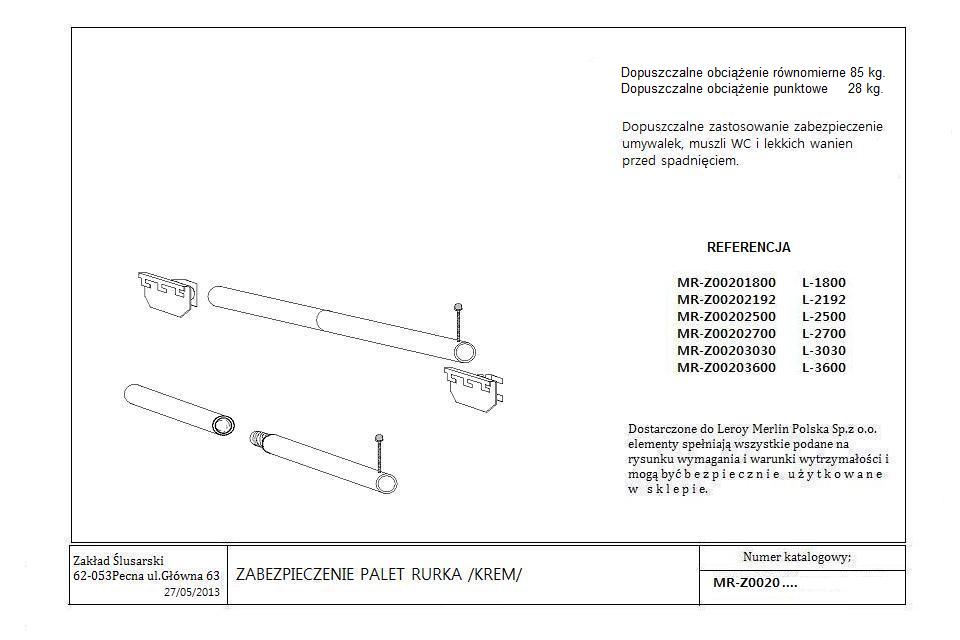 Dopuszczalne obciążenie równomierne 85 kg.
Dopuszczalne obciążenie punktowe 28 kg.
Dopuszczalne zastosowanie zabezpieczenie
umywalek, muszli WC i lekkich wanien
przed spadnięciem.
REFERENCJA
MR-Z00201800 L-1800
MR-Z00202192 L-2192
MR-Z00202500 L-2500
MR-Z00202700 L-2700
MR-Z00203030 L-3030
MR-Z00203600 L-3600
Dostarczone do Leroy Merlin Polska Sp.z o.o.
elementy spełniają wszystkie podane na
rysunku wymagania i warunki wytrzymałości i
mogą być b e z p i e c z n i e u ż y t k o w a n e
w s k l e p i e.
Zakład Ślusarski
62-053Pecna ul.Główna 63
27/05/2013
ZABEZPIECZENIE PALET RURKA /KREM/
Numer katalogowy;
MR-Z0020 ....